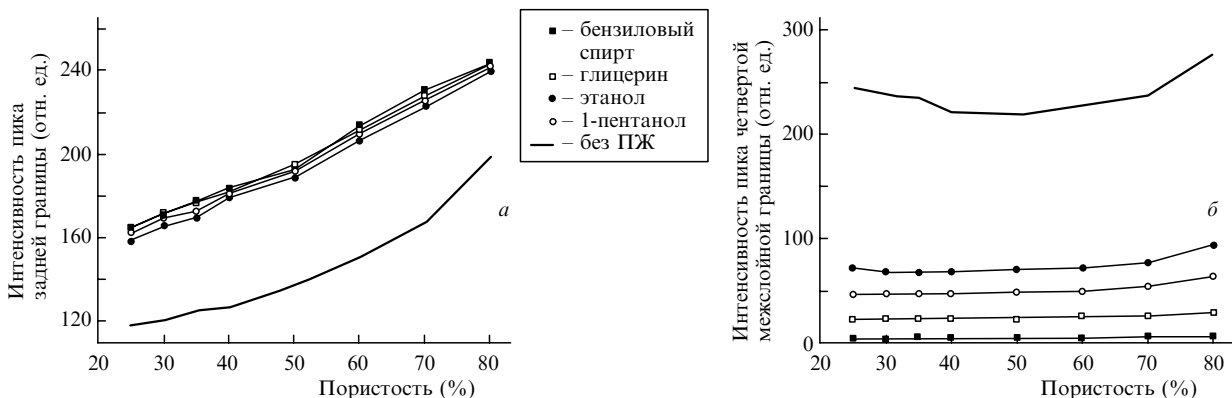 Интенсивность пика
задней границы (отн. ед.)
240
200
160
120
20
30
40
50
60
70
80
Пористость (%)
а
– бензиловый
спирт
– глицерин
– этанол
– 1-пентанол
– без ПЖ
Интенсивность пика четвертой
межслойной границы (отн. ед.)
300
200
100
0
20
30
40
50
60
70
80
Пористость (%)
б